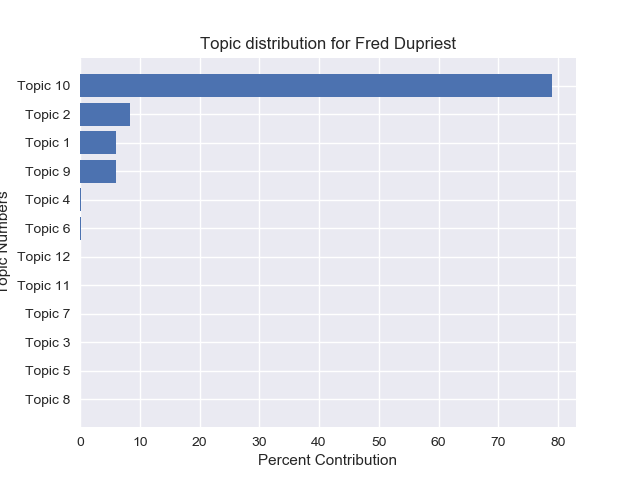 Topic distribution for Fred Dupriest
Topic Numbers
Topic 10
Topic 2
Topic 1
Topic 9
Topic 4
Topic 6
Topic 12
Topic 11
Topic 7
Topic 3
Topic 5
Topic 8
0 10 20 30 40 50 60 70 80
Percent Contribution